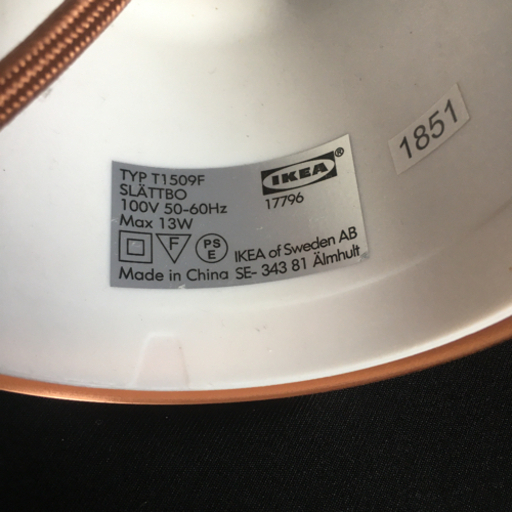 TYP T1509F
SLÄTTBO
100V 50-60Hz
Max 13W
F
PS
E
Made in China
IKEA®
17796
IKEA of Sweden AB
SE- 343 81 Älmhult
1851